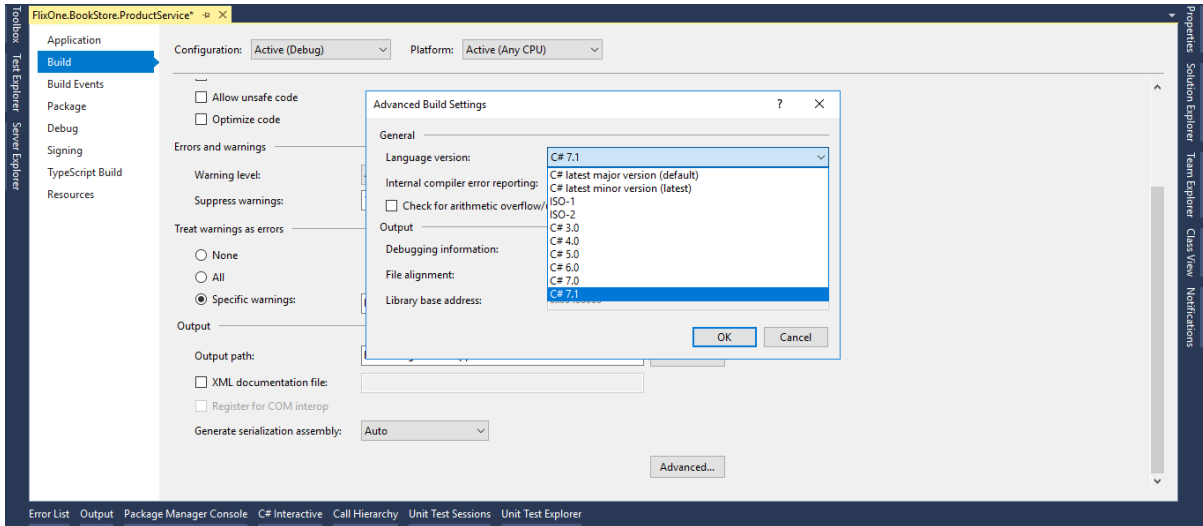 FlixOne.BookStore.ProductService*
Toolbox
Test Explorer
Server Explorer
Application
Build
Build Events
Package
Debug
Signing
TypeScript Build
Resources
Configuration: Active (Debug) Platform: Active (Any CPU)
Allow unsafe code
Optimize code
Errors and warnings
Warning level:
Suppress warnings:
Treat warnings as errors
None
All
Specific warnings:
Output
Output path:
XML documentation file:
Register for COM interop
Generate serialization assembly: Auto
Advanced...
Advanced Build Settings ?
General
Language version: C# 7.1
C# latest major version (default)
C# latest minor version (latest)
ISO-1
ISO-2
C# 3.0
C# 4.0
C# 5.0
C# 6.0
C# 7.0
C# 7.1
Internal compiler error reporting:
Check for arithmetic overflow/
Output
Debugging information:
File alignment:
Library base address:
OK Cancel
Properties
Solution Explorer
Team Explorer
Class View
Notifications
Error List Output Package Manager Console C# Interactive Call Hierarchy Unit Test Sessions Unit Test Explorer